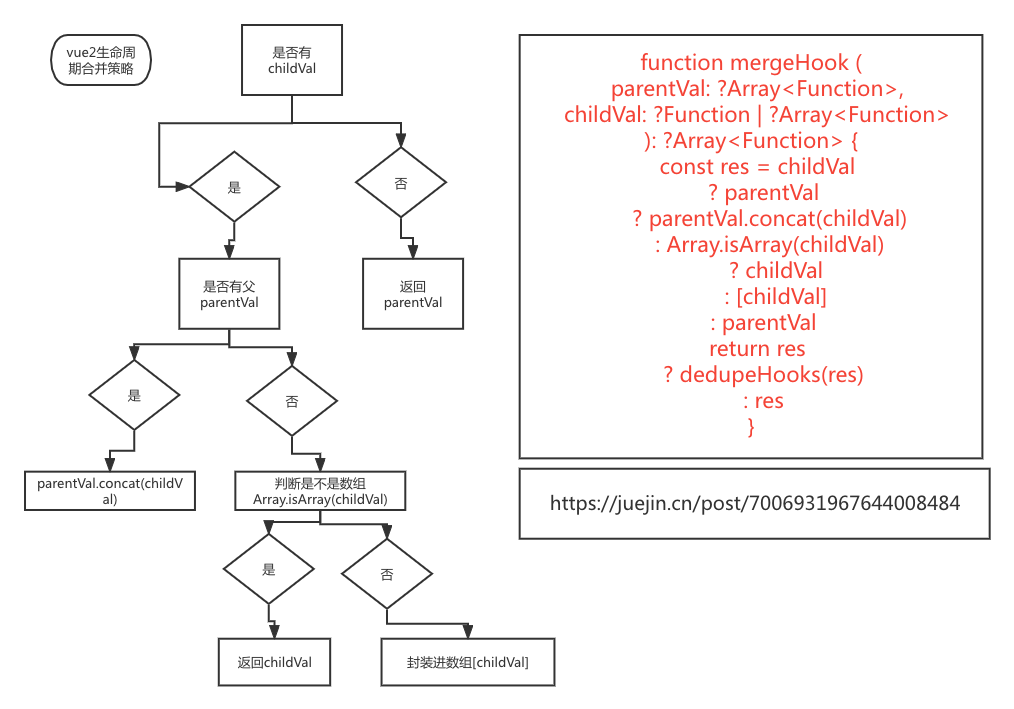 vue2生命周
期合并策略
是否有
childVal
是
否
是否有父
parentVal
返回
parentVal
是
否
parentVal.concat(childV
al)
判断是不是数组
Array.isArray(childVal)
是
否
返回childVal
封装进数组[childVal]
function mergeHook (
parentVal: ?Array<Function>,
childVal: ?Function | ?Array<Function>
): ?Array<Function> {
const res = childVal
? parentVal
? parentVal.concat(childVal)
: Array.isArray(childVal)
? childVal
: [childVal]
: parentVal
return res
? dedupeHooks(res)
: res
}
https://juejin.cn/post/7006931967644008484